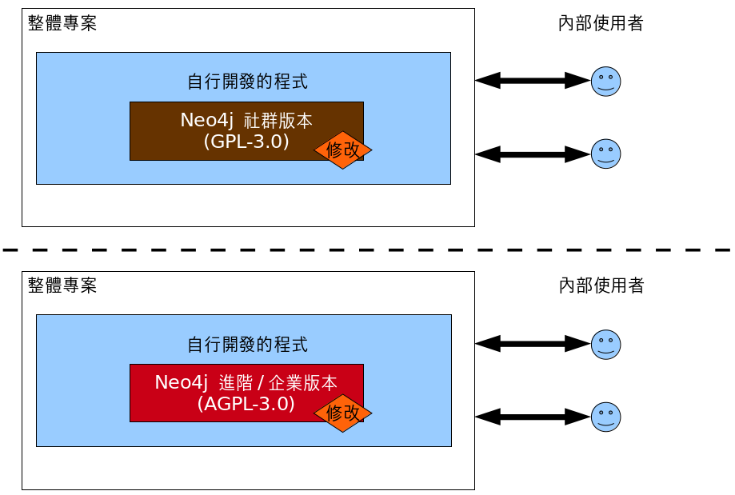 整體專案
內部使用者
自行開發的程式
Neo4j 社群版本
(GPL-3.0)
修改
整體專案
內部使用者
自行開發的程式
Neo4j 進階 / 企業版本
(AGPL-3.0)
修改